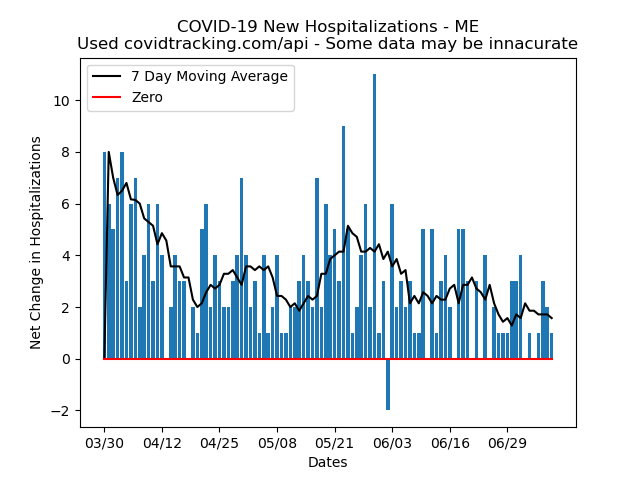 COVID-19 New Hospitalizations - ME
Used covidtracking.com/api - Some data may be innacurate
7 Day Moving Average
Zero
Net Change in Hospitalizations
10
8
6
4
2
0
−2
03/30 04/12 04/25 05/08 05/21 06/03 06/16 06/29
Dates